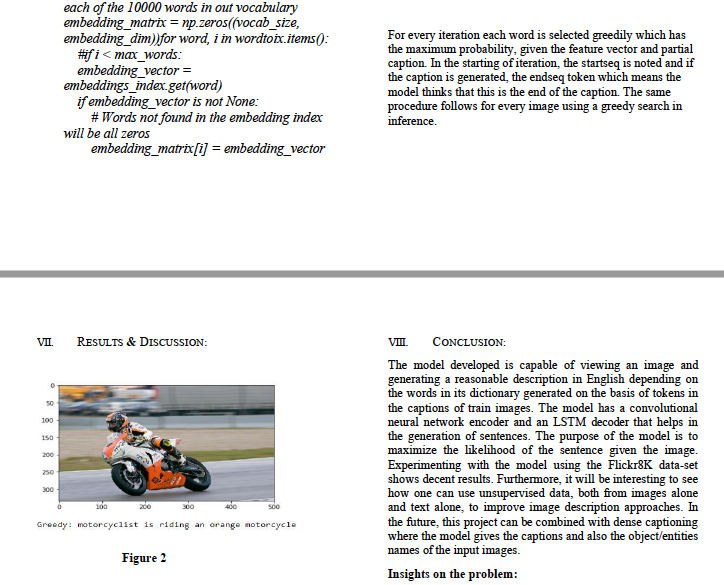 each of the 10000 words in out vocabulary
embedding_matrix = np.zeros((vocab_size,
embedding_dim))for word, i in wordtoix.items():
#if i < max_words:
embedding_vector =
embeddings_index.get(word)
if embedding_vector is not None:
# Words not found in the embedding index
will be all zeros
embedding_matrix[i] = embedding_vector
For every iteration each word is selected greedily which has
the maximum probability, given the feature vector and partial
caption. In the starting of iteration, the startseq is noted and if
the caption is generated, the endseq token which means the
model thinks that this is the end of the caption. The same
procedure follows for every image using a greedy search in
inference.
VII. RESULTS & DISCUSSION:
0
50
100
150
200
250
300
0 100 200 300 400 500
Greedy: motorcyclist is riding an orange motorcycle
Figure 2
VIII. CONCLUSION:
The model developed is capable of viewing an image and
generating a reasonable description in English depending on
the words in its dictionary generated on the basis of tokens in
the captions of train images. The model has a convolutional
neural network encoder and an LSTM decoder that helps in
the generation of sentences. The purpose of the model is to
maximize the likelihood of the sentence given the image.
Experimenting with the model using the Flickr8K data-set
shows decent results. Furthermore, it will be interesting to see
how one can use unsupervised data, both from images alone
and text alone, to improve image description approaches. In
the future, this project can be combined with dense captioning
where the model gives the captions and also the object/entities
names of the input images.
Insights on the problem: